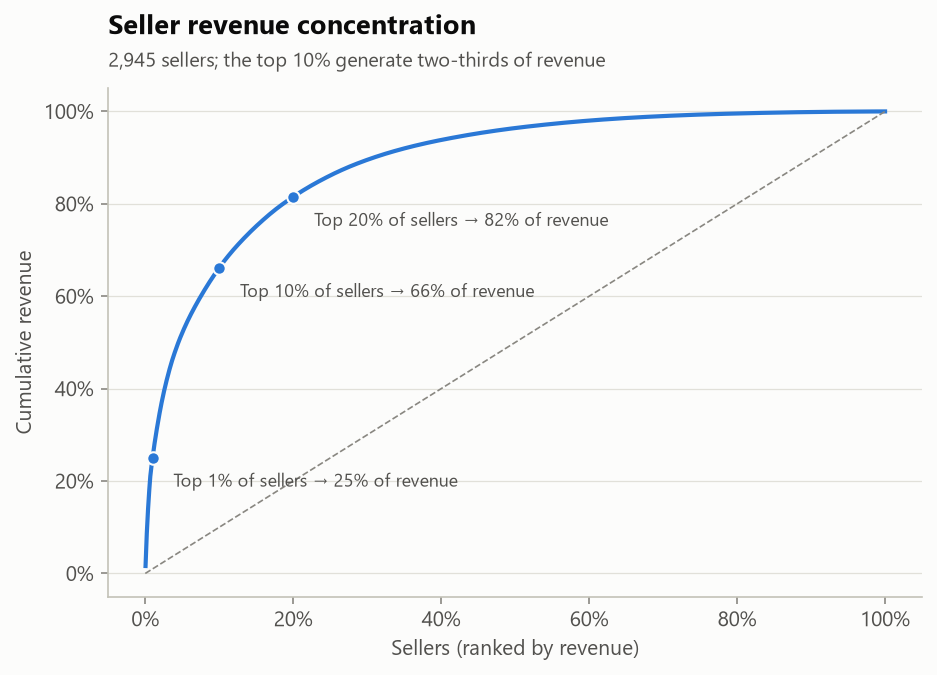 Seller revenue concentration
2,945 sellers; the top 10% generate two-thirds of revenue
Cumulative revenue
100%
80%
60%
40%
20%
0%
Top 20% of sellers → 82% of revenue
Top 10% of sellers → 66% of revenue
Top 1% of sellers → 25% of revenue
0% 20% 40% 60% 80% 100%
Sellers (ranked by revenue)